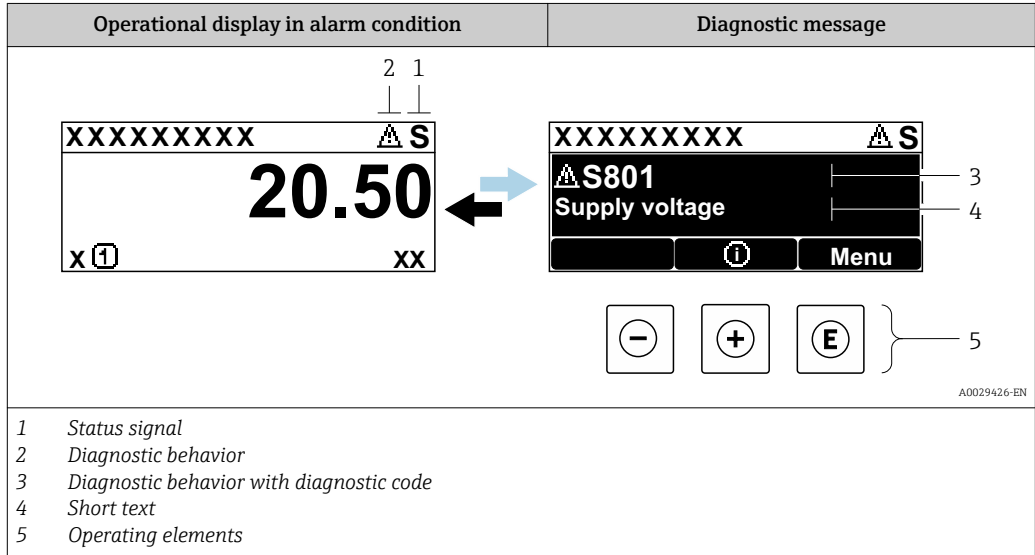 Operational display in alarm condition
Diagnostic message
2 1
XXXXXXXXX ⚠ S
20.50
X 1 XX
XXXXXXXXX ⚠ S
⚠S801
Supply voltage
i Menu
3
4
- + E
5
A0029426-EN
1 Status signal
2 Diagnostic behavior
3 Diagnostic behavior with diagnostic code
4 Short text
5 Operating elements